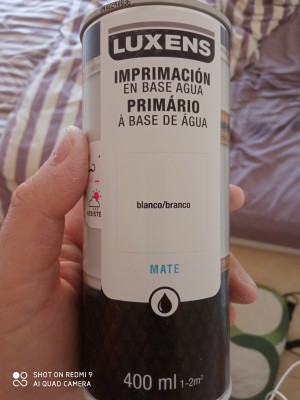 LUXENS
IMPRIMACIÓN
EN BASE AGUA
PRIMÁRIO
À BASE DE ÁGUA
blanco/branco
MATE
400 ml 1-2m²
SHOT ON REDMI 9
AI QUAD CAMERA